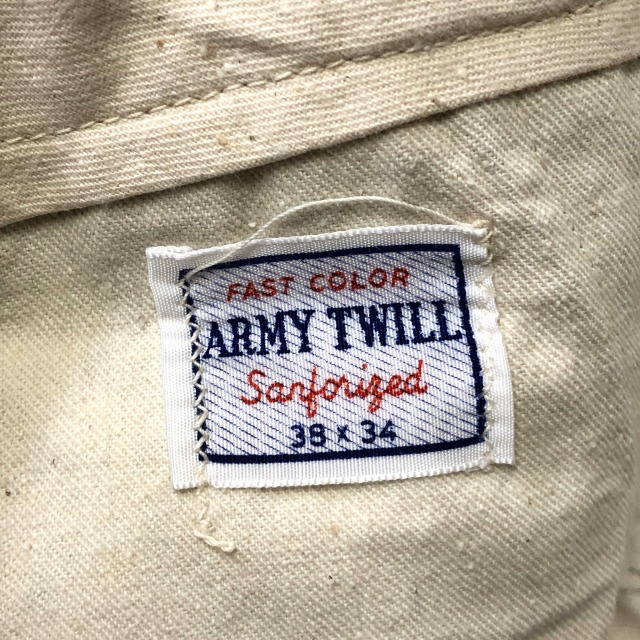 FAST COLOR
ARMY TWILL
Sanforized
38 x 34